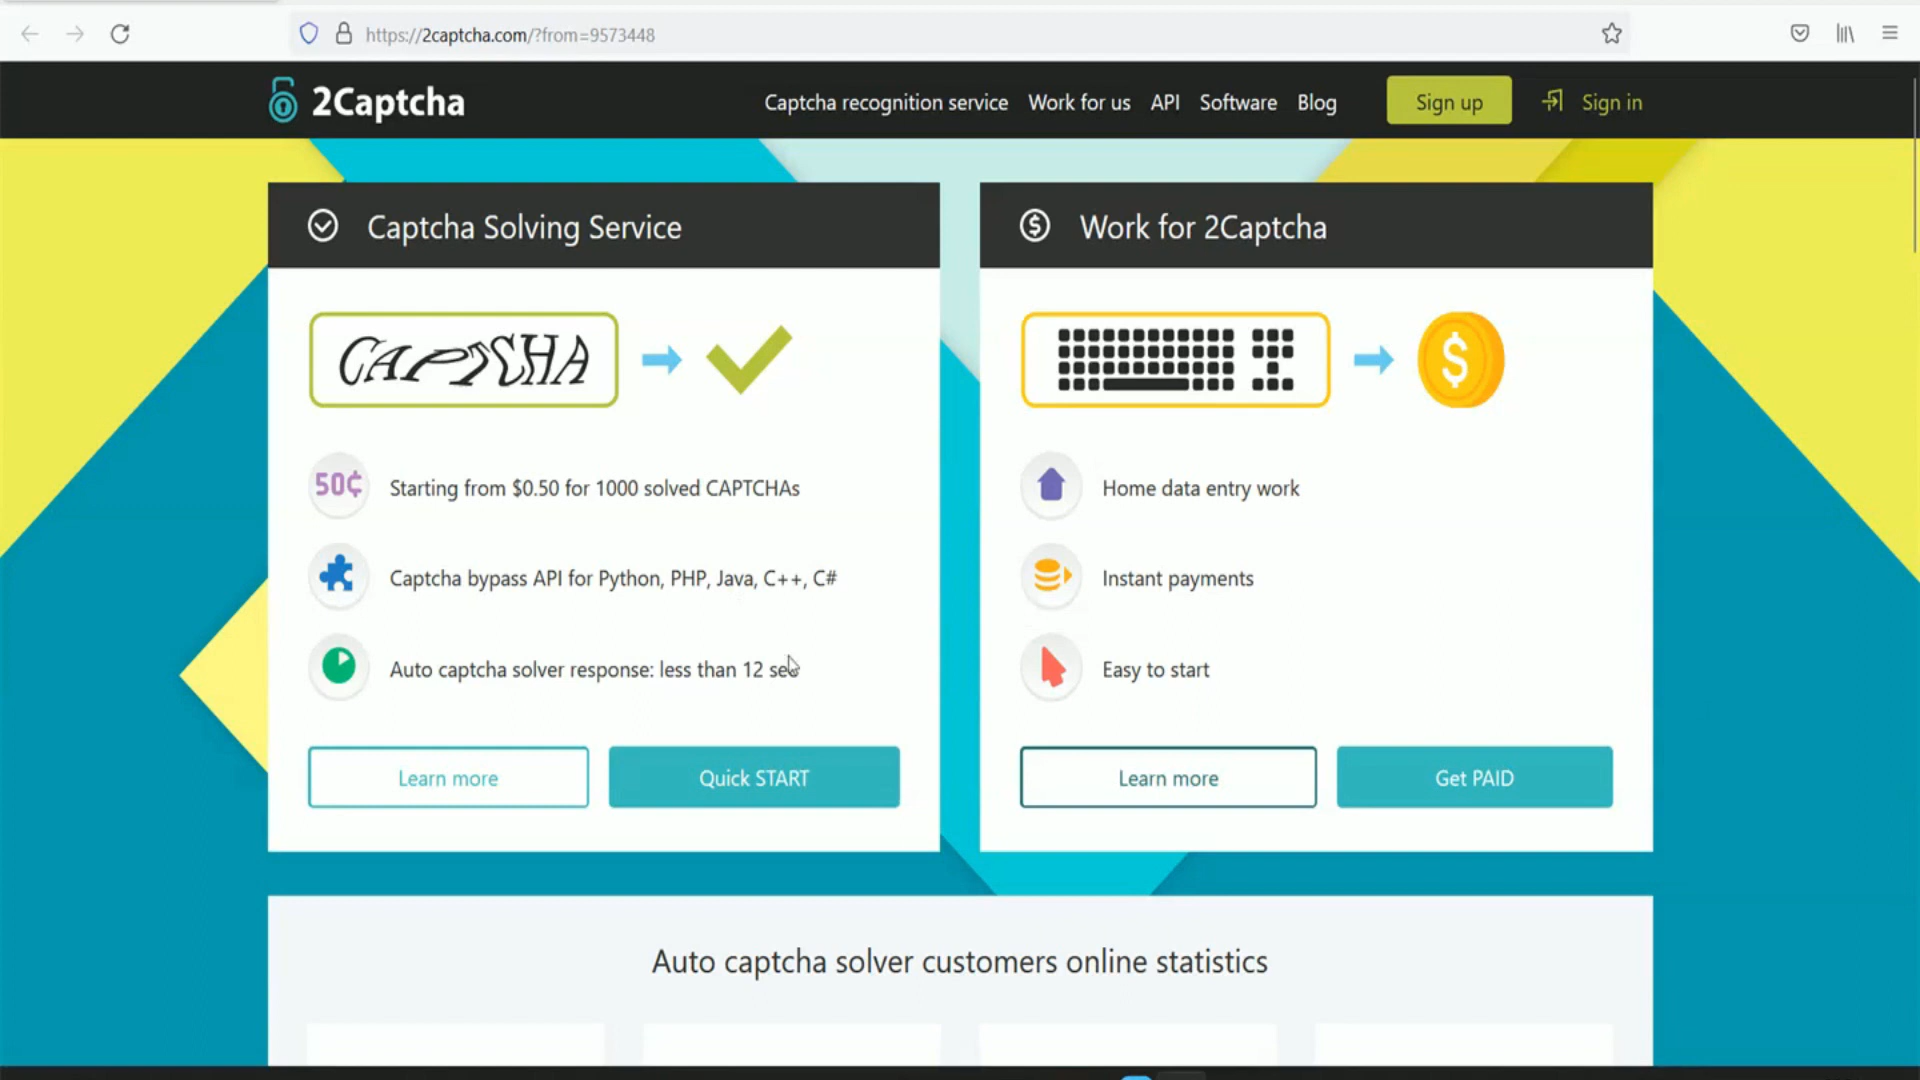 https://2captcha.com/?from=9573448
2Captcha
Captcha recognition service Work for us API Software Blog Sign up Sign in
Captcha Solving Service
CAPTCHA
50¢ Starting from $0.50 for 1000 solved CAPTCHAs
Captcha bypass API for Python, PHP, Java, C++, C#
Auto captcha solver response: less than 12 sec
Learn more Quick START
Work for 2Captcha
$
Home data entry work
Instant payments
Easy to start
Learn more Get PAID
Auto captcha solver customers online statistics